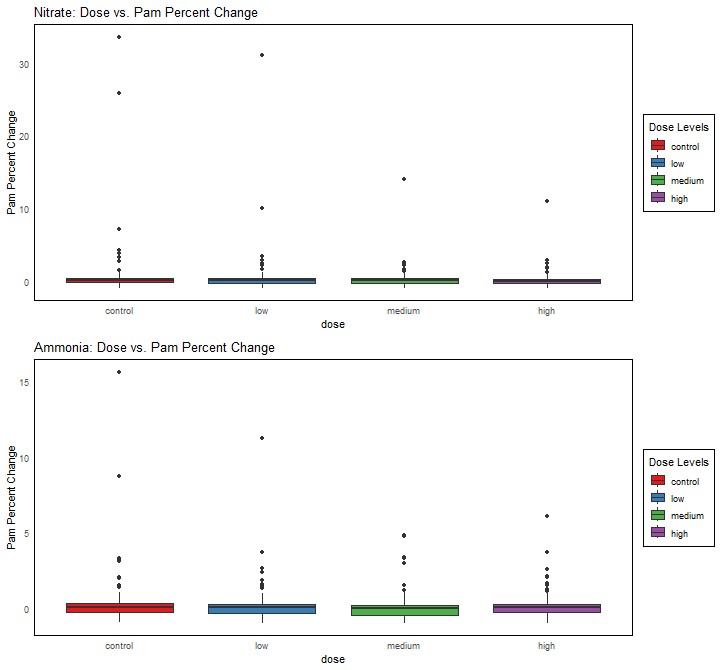 Nitrate: Dose vs. Pam Percent Change
Pam Percent Change
30
20
10
0
control low medium high
dose
Dose Levels
control
low
medium
high
Ammonia: Dose vs. Pam Percent Change
Pam Percent Change
15
10
5
0
control low medium high
dose
Dose Levels
control
low
medium
high